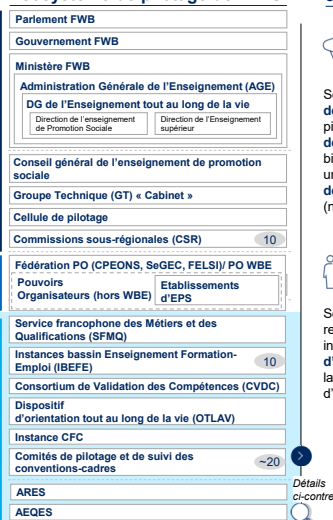 Parlement FWB
Gouvernement FWB
Ministère FWB
Administration Générale de l'Enseignement (AGE)
DG de l'Enseignement tout au long de la vie
Direction de l'enseignement
de Promotion Sociale
Direction de l'Enseignement
supérieur
Conseil général de l'enseignement de promotion
sociale
Groupe Technique (GT) « Cabinet »
Cellule de pilotage
Commissions sous-régionales (CSR)
10
Fédération PO (CPEONS, SeGEC, FELSI)/ PO WBE
Pouvoirs
Organisateurs (hors WBE)
Etablissements
d'EPS
Service francophone des Métiers et des
Qualifications (SFMQ)
Instances bassin Enseignement Formation-
Emploi (IBEFE)
10
Consortium de Validation des Compétences (CVDC)
Dispositif
d'orientation tout au long de la vie (OTLAV)
Instance CFC
Comités de pilotage et de suivi des
conventions-cadres
~20
Détails
ci-contre
ARES
AEQES